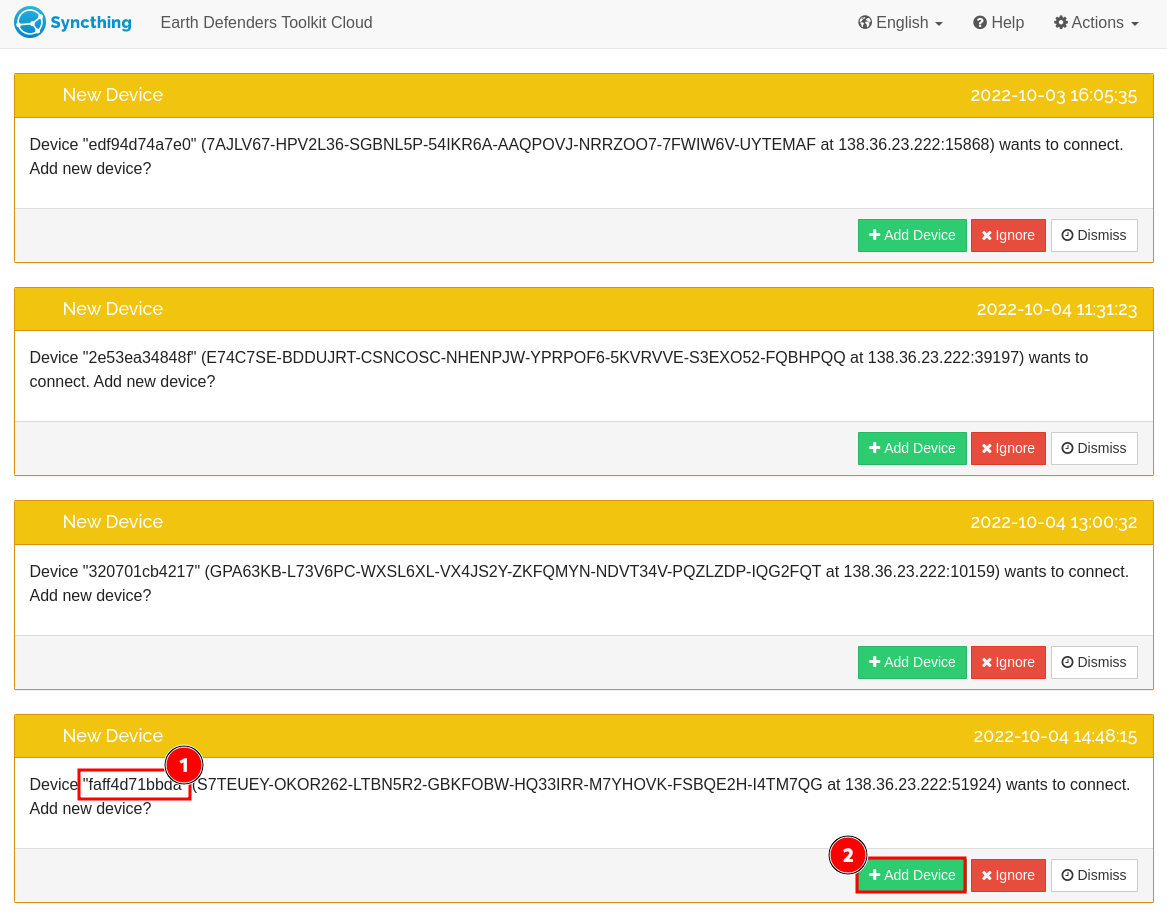 Syncthing Earth Defenders Toolkit Cloud English Help Actions
New Device 2022-10-03 16:05:35
Device "edf94d74a7e0" (7AJLV67-HPV2L36-SGBNL5P-54IKR6A-AAQPOVJ-NRRZOO7-7FWIW6V-UYTEMAF at 138.36.23.222:15868) wants to connect.
Add new device?
Add Device Ignore Dismiss
New Device 2022-10-04 11:31:23
Device "2e53ea34848f" (E74C7SE-BDDUJRT-CSNCOSC-NHENPJW-YPRPOF6-5KVRVVE-S3EXO52-FQBHPQQ at 138.36.23.222:39197) wants to
connect. Add new device?
Add Device Ignore Dismiss
New Device 2022-10-04 13:00:32
Device "320701cb4217" (GPA63KB-L73V6PC-WXSL6XL-VX4JS2Y-ZKFQMYN-NDVT34V-PQZLZDP-IQG2FQT at 138.36.23.222:10159) wants to connect.
Add new device?
Add Device Ignore Dismiss
New Device 2022-10-04 14:48:15
1
Device "faff4d71bbda" (S7TEUEY-OKOR262-LTBN5R2-GBKFOBW-HQ33IRR-M7YHOVK-FSBQE2H-I4TM7QG at 138.36.23.222:51924) wants to connect.
Add new device?
2
Add Device Ignore Dismiss